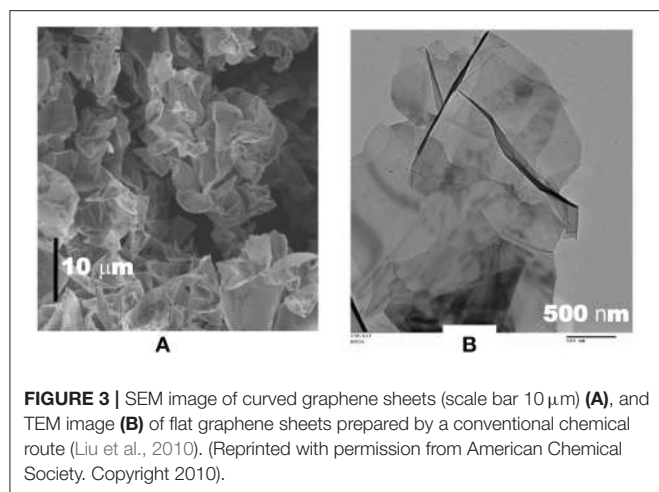 10 μm
500 nm
A
B
FIGURE 3 | SEM image of curved graphene sheets (scale bar 10 μm) (A), and
TEM image (B) of flat graphene sheets prepared by a conventional chemical
route (Liu et al., 2010). (Reprinted with permission from American Chemical
Society. Copyright 2010).